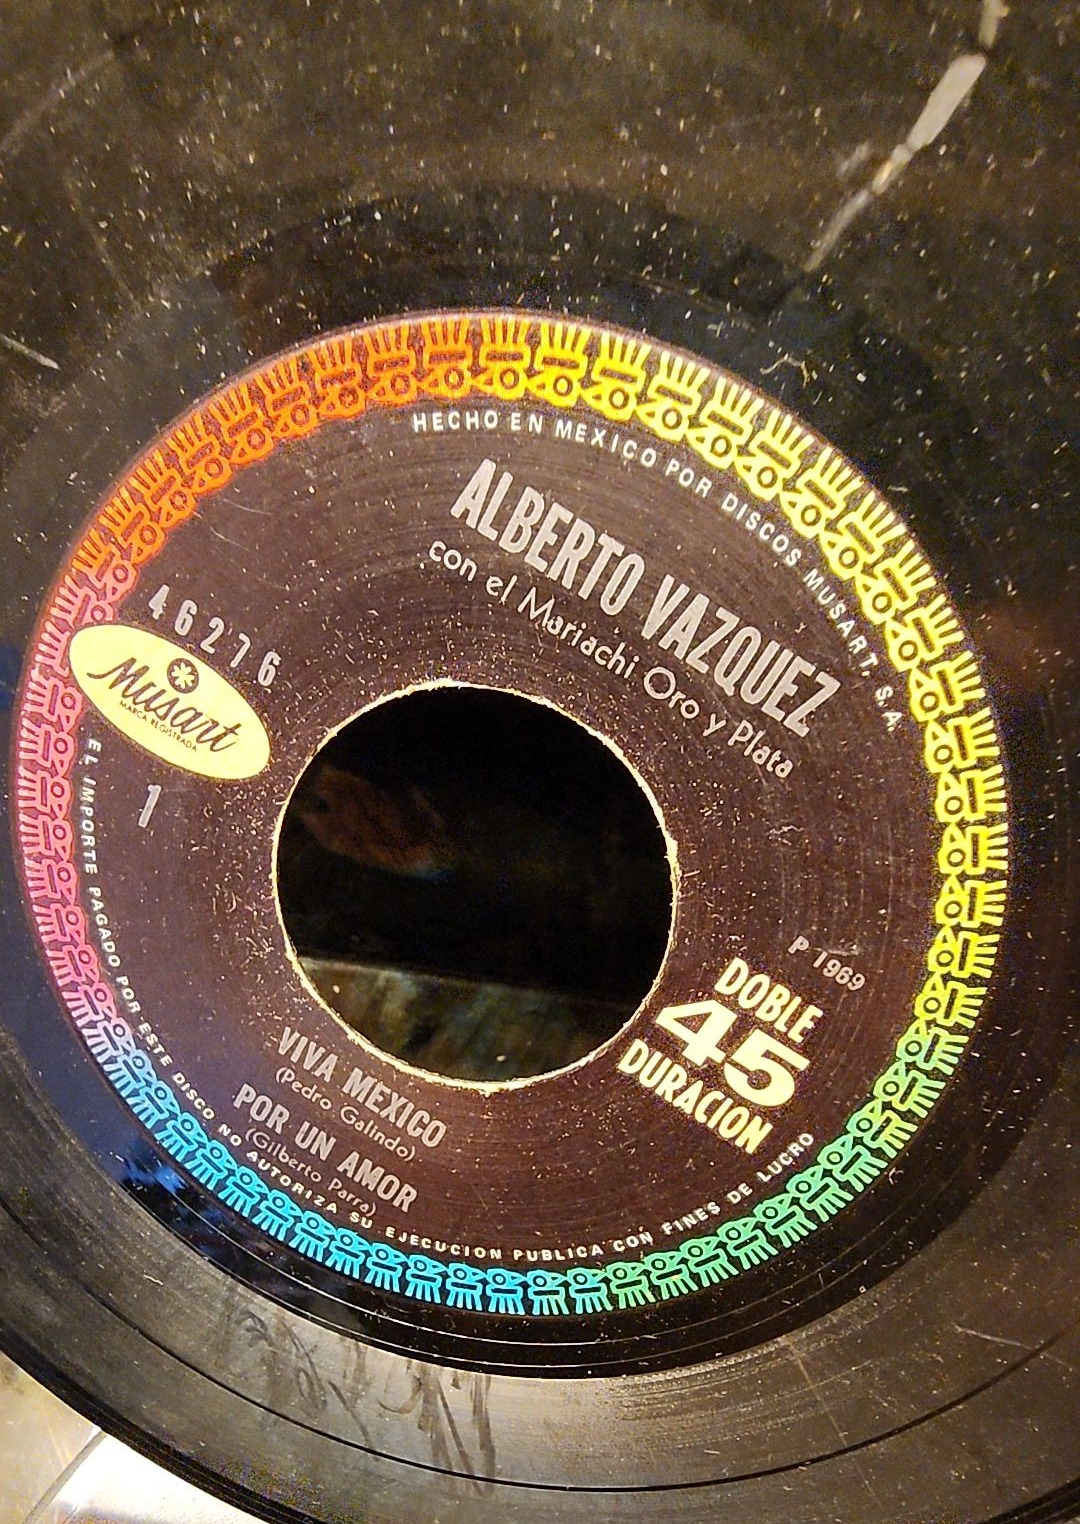 HECHO EN MEXICO POR DISCOS MUSART, S.A.
ALBERTO VAZQUEZ
con el Mariachi Oro y Plata
46276
Musart
MARCA REGISTRADA
1
P 1969
DOBLE
45
DURACION
VIVA MEXICO
(Pedro Galindo)
POR UN AMOR
(Gilberto Parra)
EL IMPORTE PAGADO POR ESTE DISCO NO AUTORIZA SU EJECUCION PUBLICA CON FINES DE LUCRO